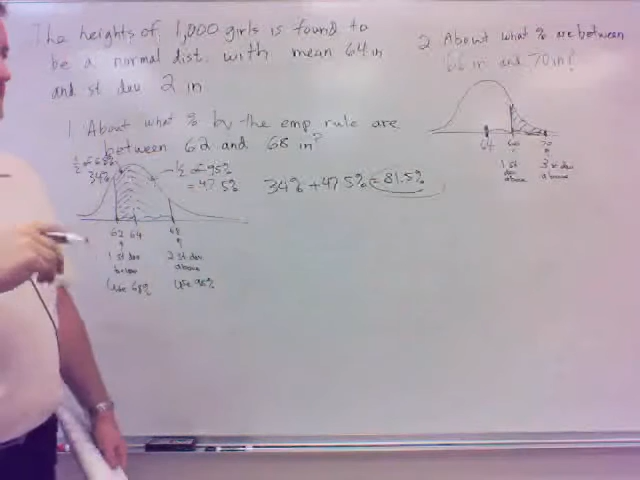 The heights of 1,000 girls is found to
be a normal dist. with mean 64 in
and st dev 2 in
1 About what % by the emp rule are
between 62 and 68 in?
1/2 of 68%
34%
1/2 of 95%
= 47.5%
34% + 47.5% = 81.5%
62 64 68
1 st dev
below
Use 68%
2 st dev
above
Use 95%
2 About what % are between
66 in and 70 in?
64 66 70
1 st
dev
above
3 st dev
above